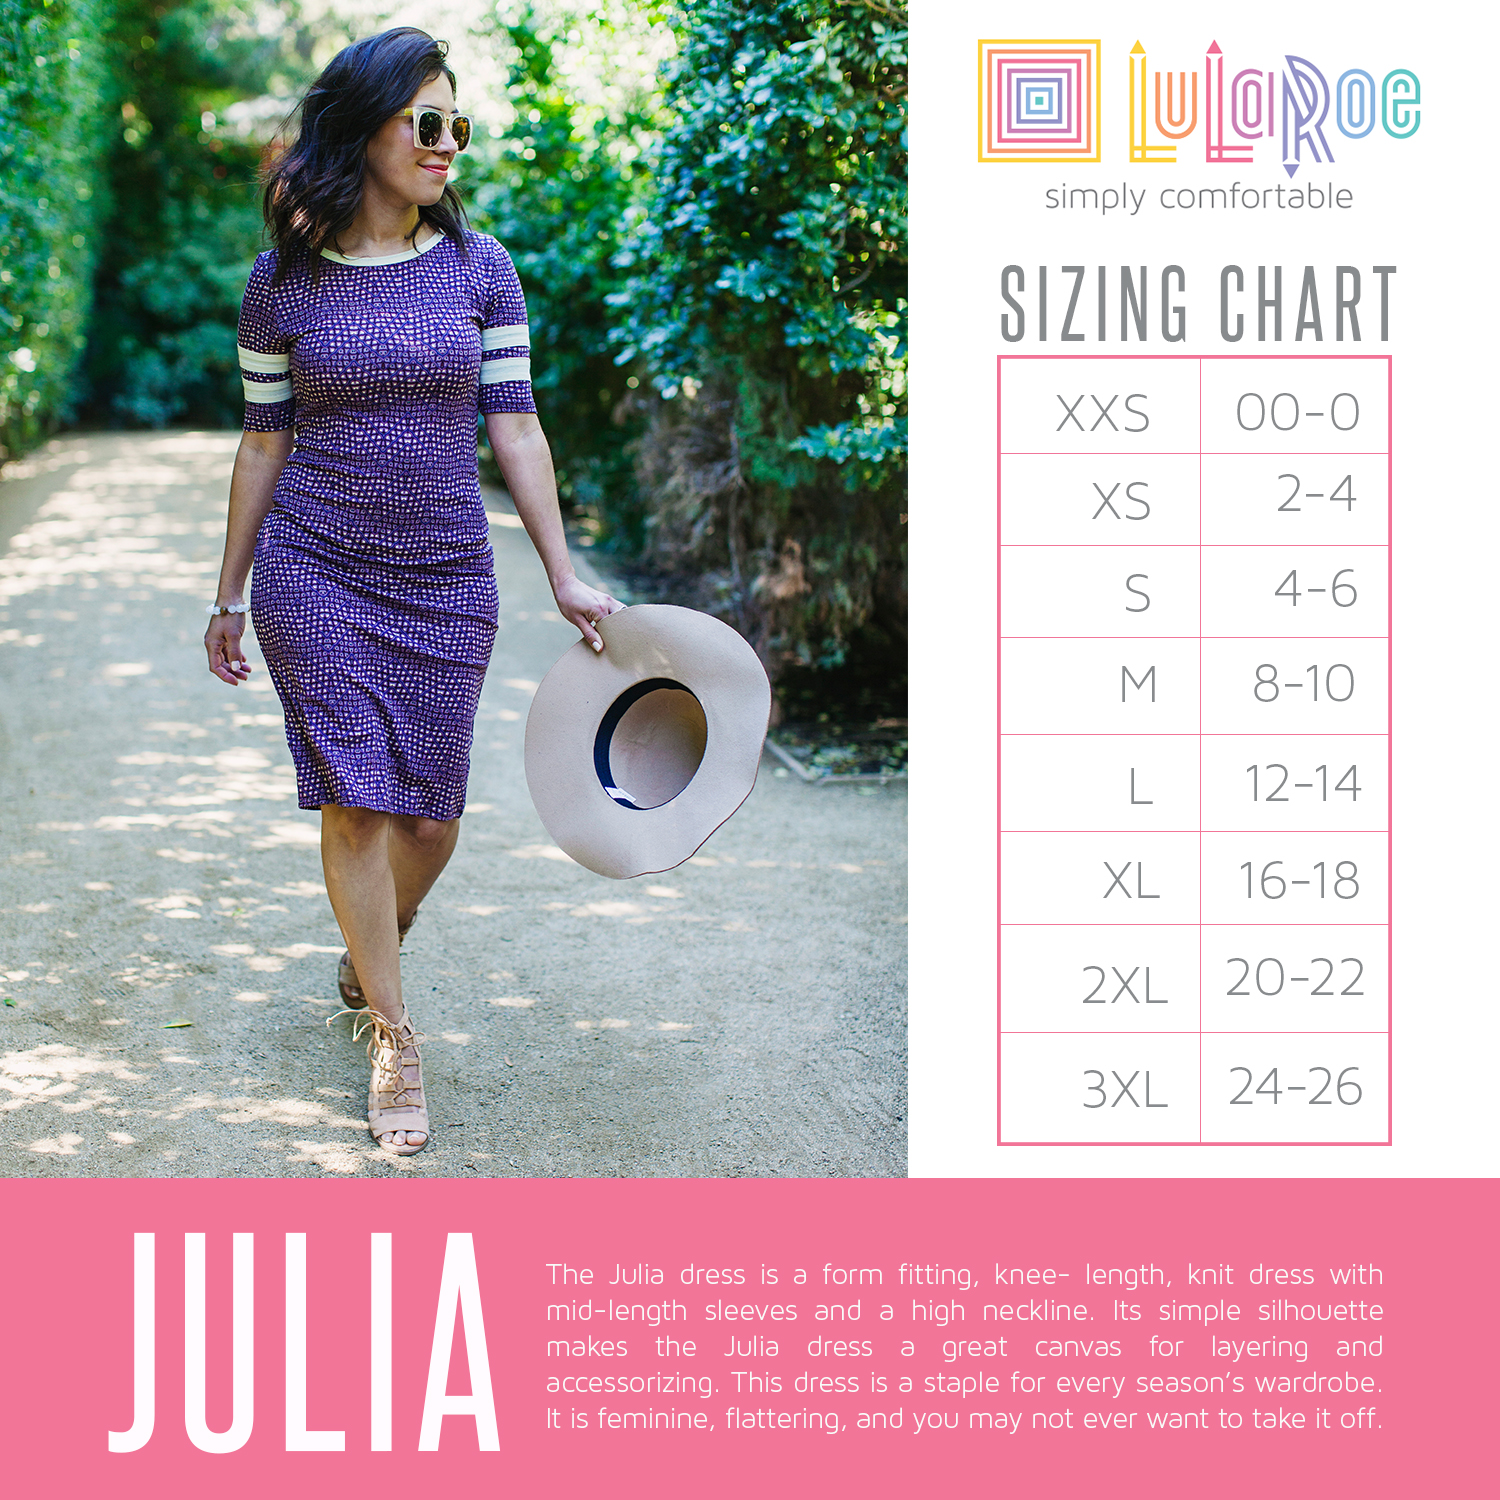 LuLaRoe
simply comfortable
SIZING CHART
XXS 00-0
XS 2-4
S 4-6
M 8-10
L 12-14
XL 16-18
2XL 20-22
3XL 24-26
JULIA
The Julia dress is a form fitting, knee- length, knit dress with
mid-length sleeves and a high neckline. Its simple silhouette
makes the Julia dress a great canvas for layering and
accessorizing. This dress is a staple for every season's wardrobe.
It is feminine, flattering, and you may not ever want to take it off.